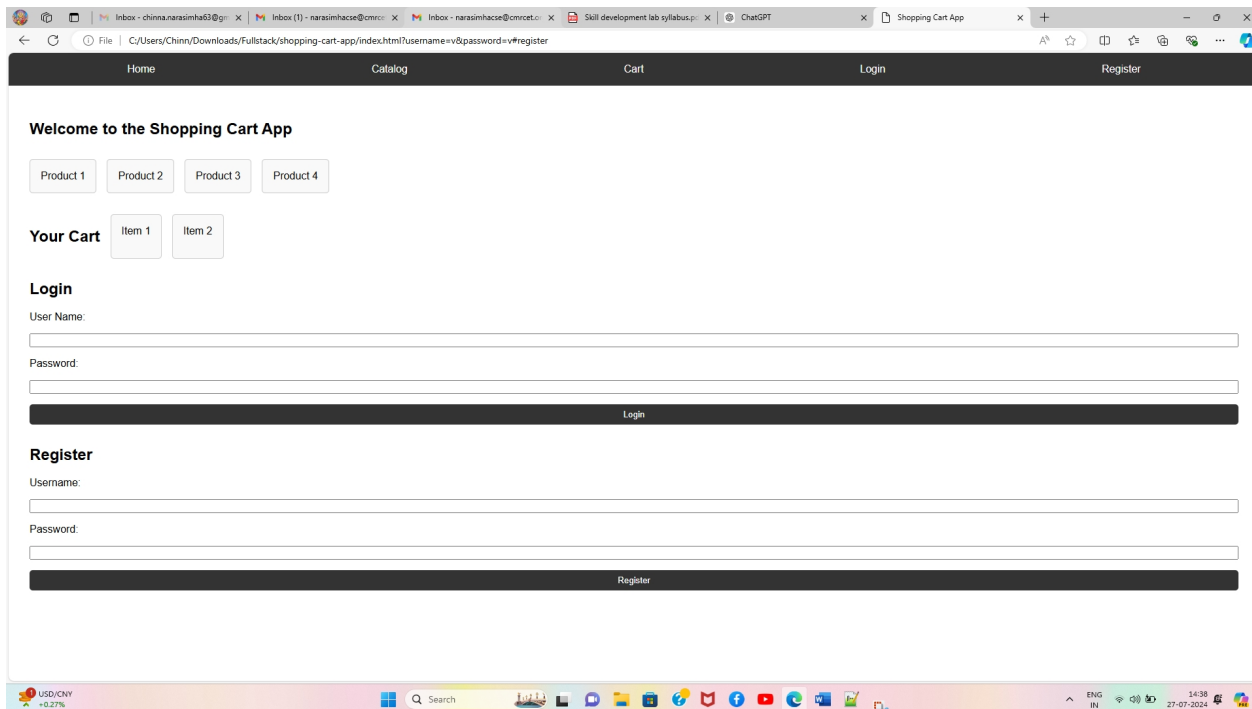 Inbox - chinna.narasimha63@gm
Inbox (1) - narasimhacse@cmrce
Inbox - narasimhacse@cmrcet.o
Skill development lab syllabus.p
ChatGPT
Shopping Cart App
File | C:/Users/Chinn/Downloads/Fullstack/shopping-cart-app/index.html?username=v&password=v#register
Home Catalog Cart Login Register
Welcome to the Shopping Cart App
Product 1 Product 2 Product 3 Product 4
Your Cart Item 1 Item 2
Login
User Name:
Password:
Login
Register
Username:
Password:
Register
1 USD/CNY
+0.27%
Search
ENG
IN
14:38
27-07-2024